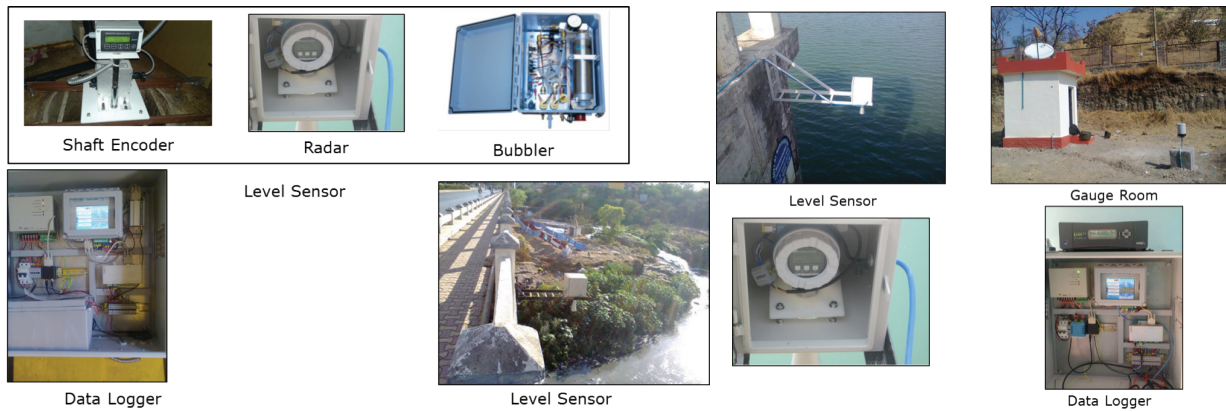 Shaft Encoder
Radar
Bubbler
Level Sensor
Level Sensor
Gauge Room
Data Logger
Level Sensor
Data Logger